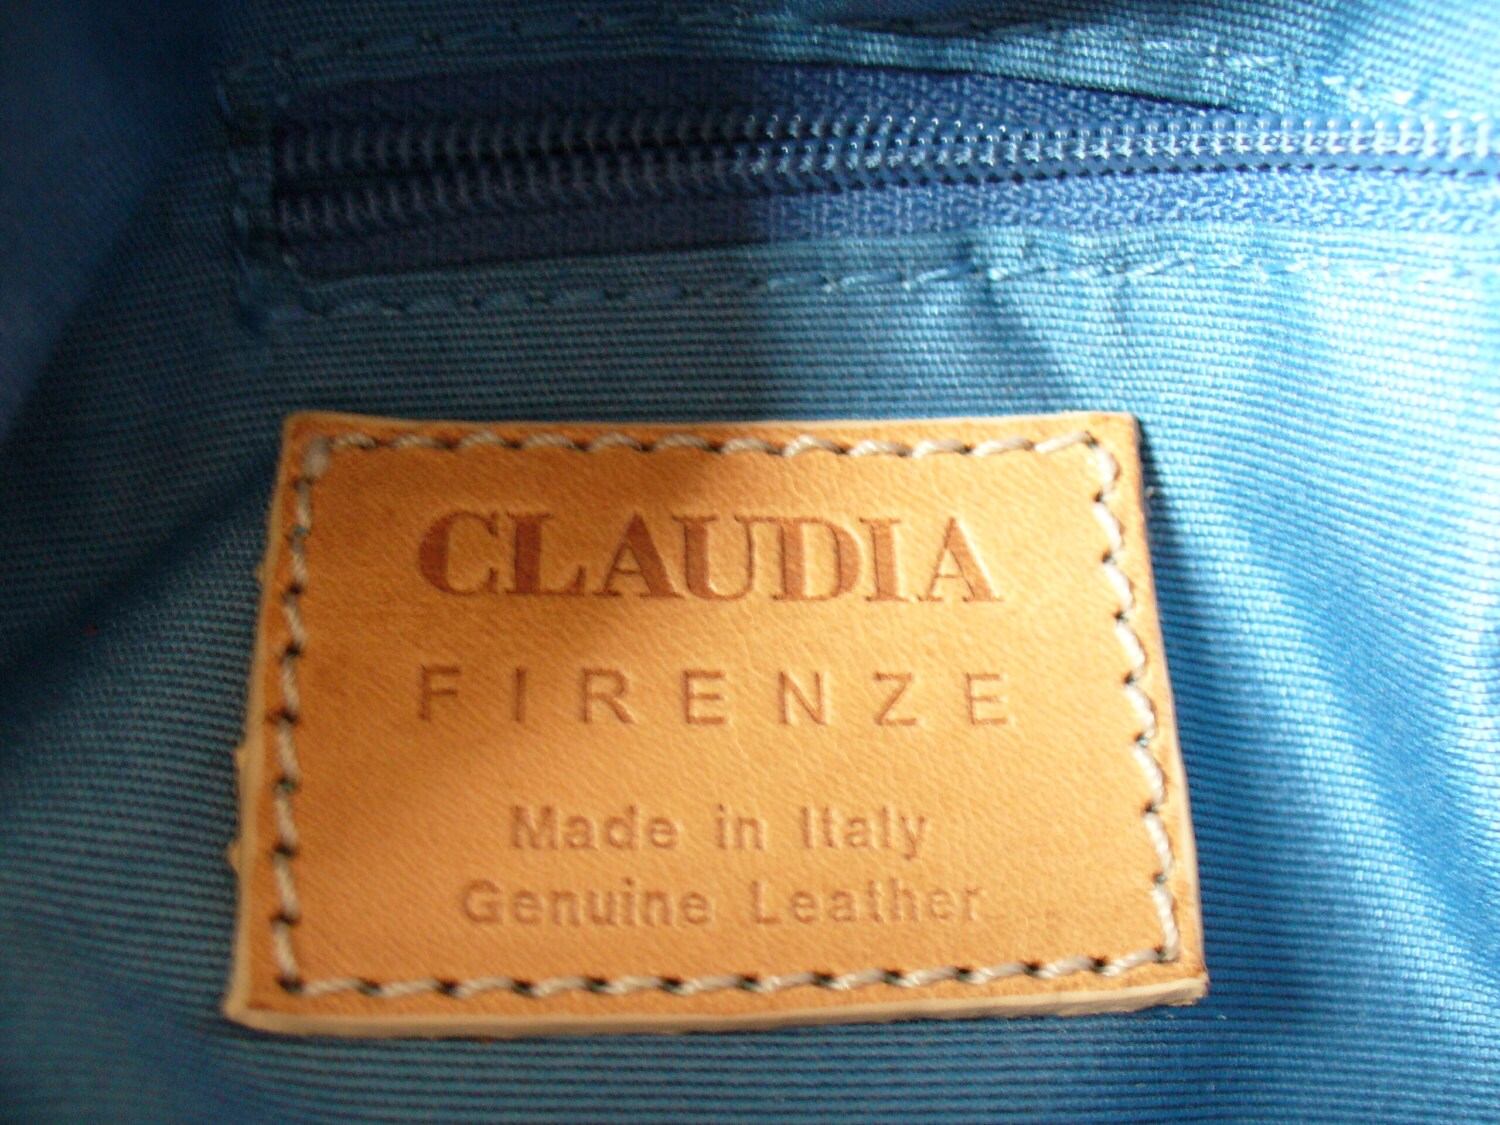 CLAUDIA
FIRENZE
Made in Italy
Genuine Leather